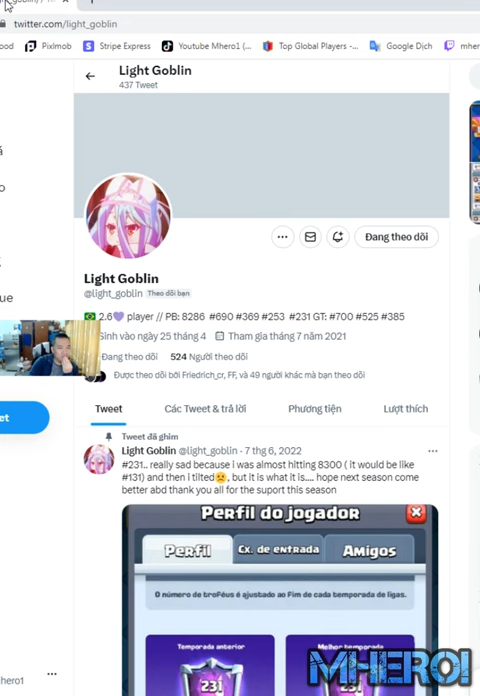 twitter.com/light_goblin
ood Pixlmob Stripe Express Youtube Mhero1 (... Top Global Players -... Google Dịch mhe
Light Goblin
437 Tweet
Đang theo dõi
Light Goblin
@light_goblin Theo dõi bạn
🇧🇷 2.6💜 player // PB: 8286 #690 #369 #253 #231 GT: #700 #525 #385
Sinh vào ngày 25 tháng 4 Tham gia tháng 7 năm 2021
Đang theo dõi 524 Người theo dõi
Được theo dõi bởi Friedrich_cr, FF, và 49 người khác mà bạn theo dõi
Tweet Các Tweet & trả lời Phương tiện Lượt thích
Tweet đã ghim
Light Goblin @light_goblin · 7 thg 6, 2022
#231.. really sad because i was almost hitting 8300 ( it would be like
#131) and then i tilted😕, but it is what it is.... hope next season come
better abd thank you all for the suport this season
Perfil do jogador
Perfil Cx. de entrada Amigos
O número de troféus é ajustado ao fim de cada temporada de ligas.
Temporada anterior Melhor temporada
231 231
ero1
MHERO!